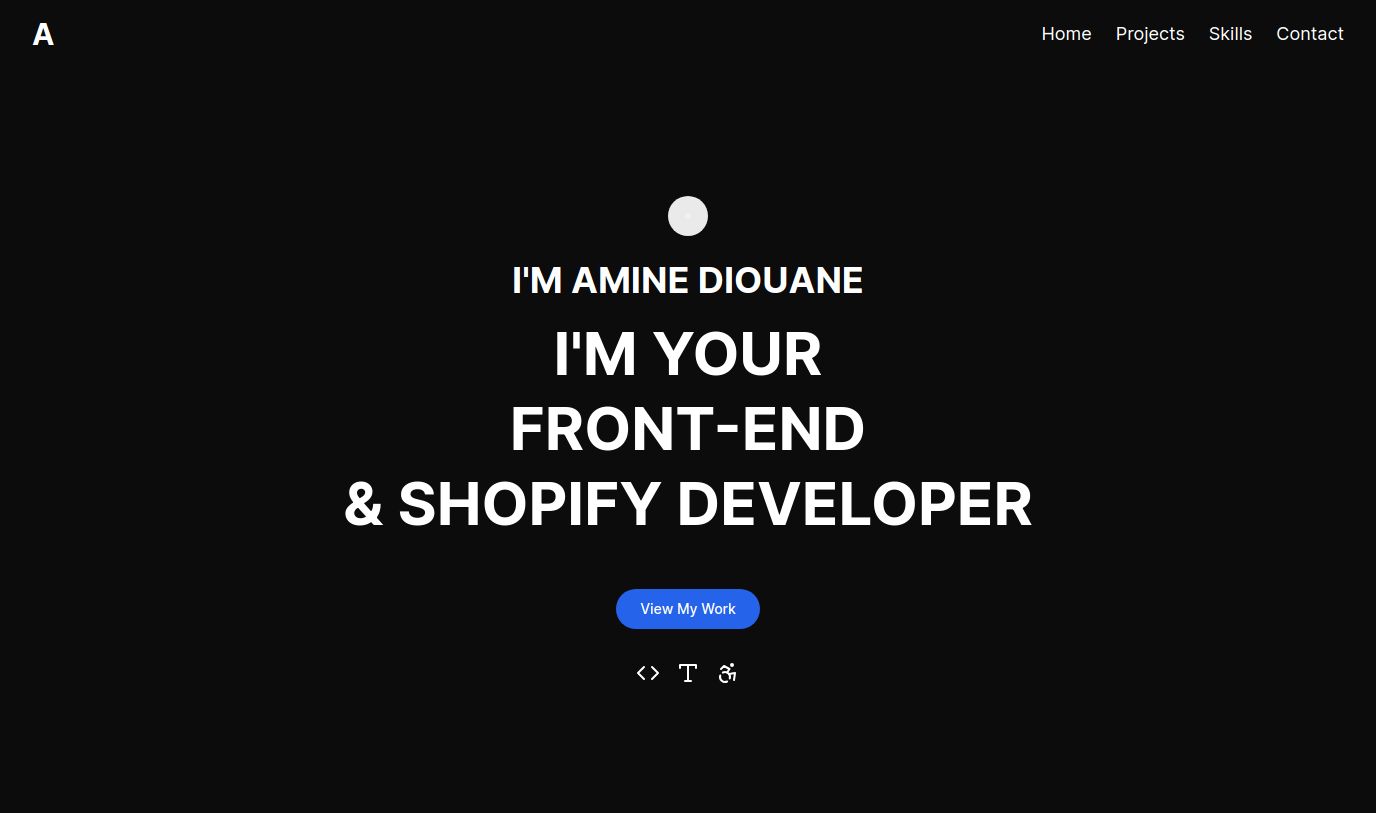 A
Home Projects Skills Contact
I'M AMINE DIOUANE
I'M YOUR
FRONT-END
& SHOPIFY DEVELOPER
View My Work